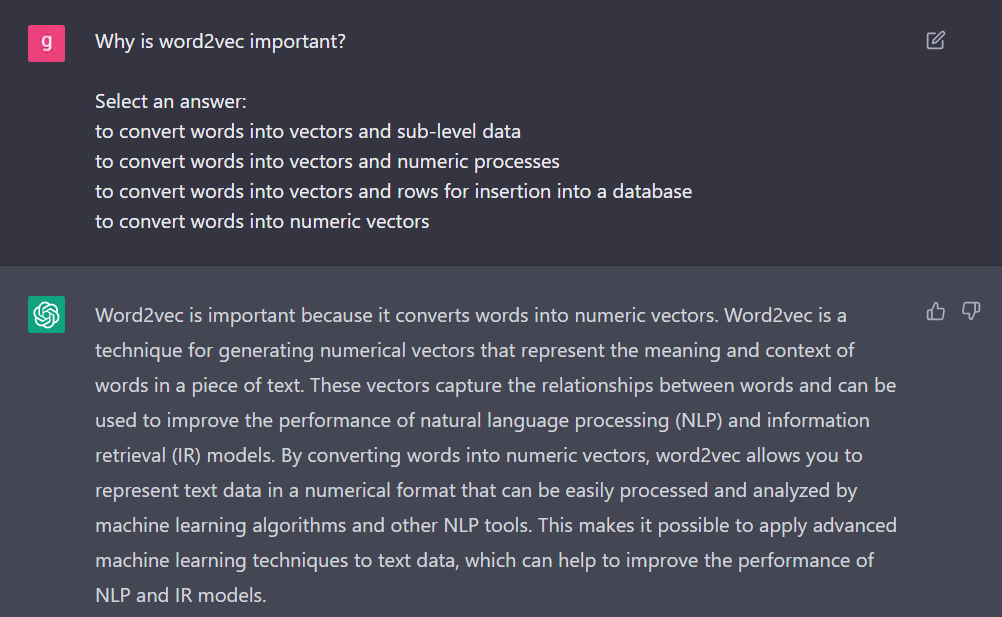 g
Why is word2vec important?
Select an answer:
to convert words into vectors and sub-level data
to convert words into vectors and numeric processes
to convert words into vectors and rows for insertion into a database
to convert words into numeric vectors
Word2vec is important because it converts words into numeric vectors. Word2vec is a
technique for generating numerical vectors that represent the meaning and context of
words in a piece of text. These vectors capture the relationships between words and can be
used to improve the performance of natural language processing (NLP) and information
retrieval (IR) models. By converting words into numeric vectors, word2vec allows you to
represent text data in a numerical format that can be easily processed and analyzed by
machine learning algorithms and other NLP tools. This makes it possible to apply advanced
machine learning techniques to text data, which can help to improve the performance of
NLP and IR models.